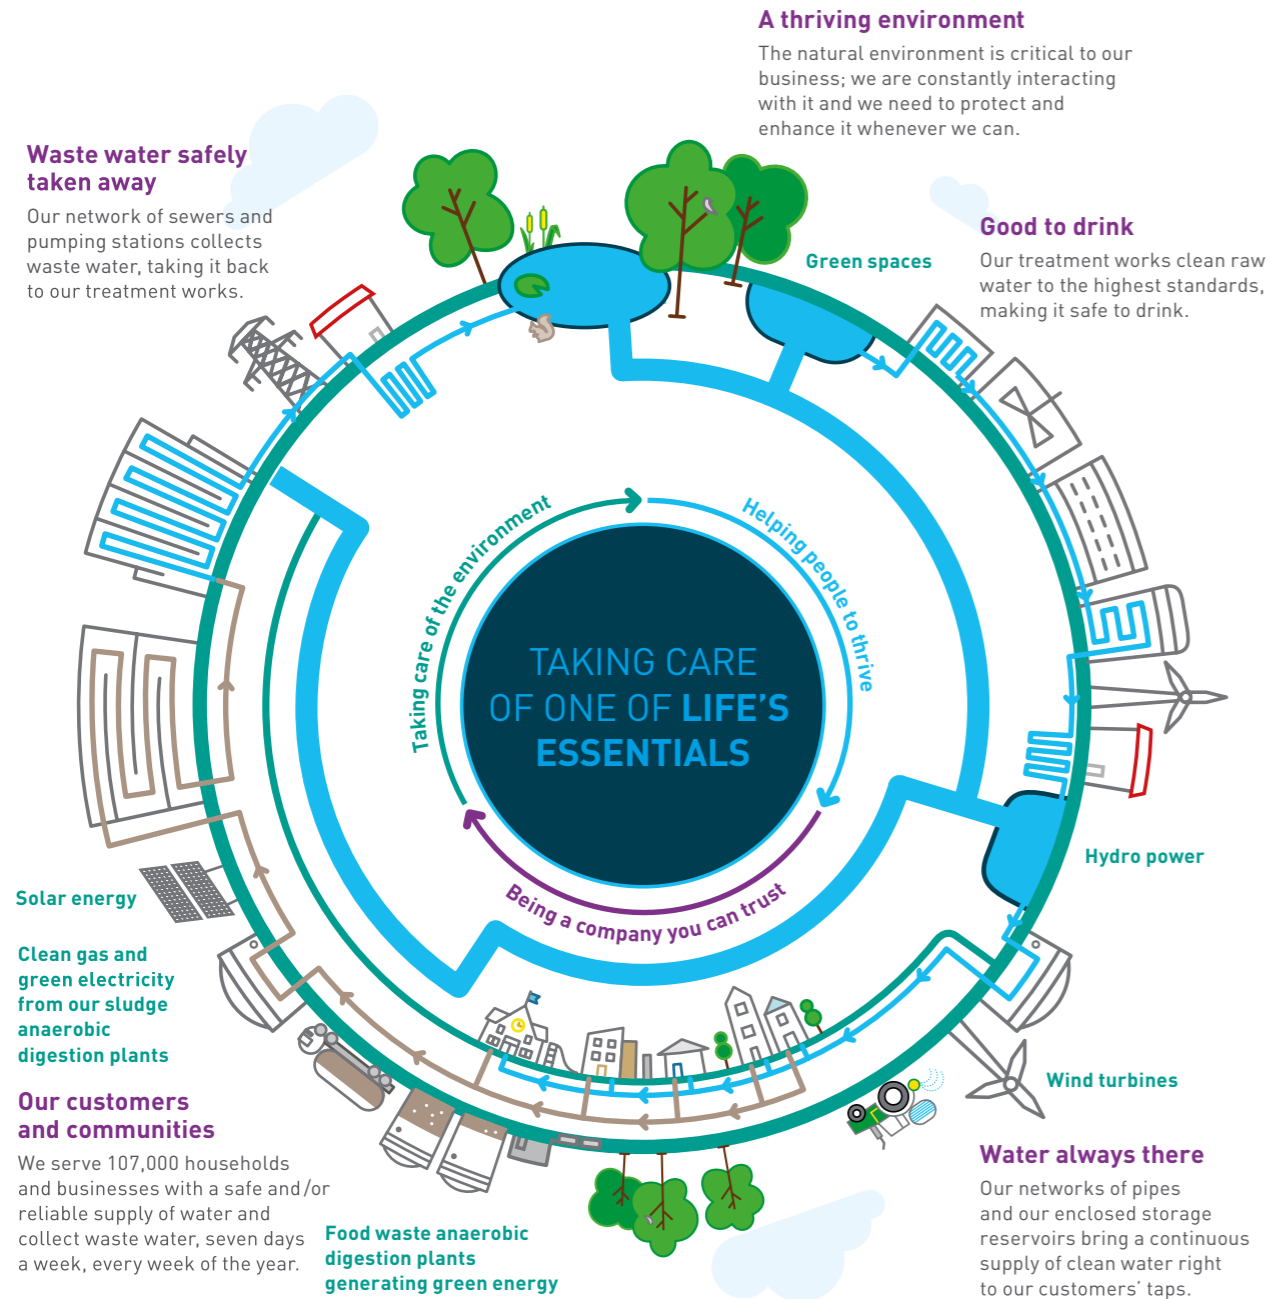 A thriving environment
The natural environment is critical to our
business; we are constantly interacting
with it and we need to protect and
enhance it whenever we can.
Waste water safely
taken away
Our network of sewers and
pumping stations collects
waste water, taking it back
to our treatment works.
Green spaces
Good to drink
Our treatment works clean raw
water to the highest standards,
making it safe to drink.
Taking care of the environment
Helping people to thrive
TAKING CARE
OF ONE OF LIFE'S
ESSENTIALS
Being a company you can trust
Hydro power
Solar energy
Clean gas and
green electricity
from our sludge
anaerobic
digestion plants
Our customers
and communities
We serve 107,000 households
and businesses with a safe and/or
reliable supply of water and
collect waste water, seven days
a week, every week of the year.
Food waste anaerobic
digestion plants
generating green energy
Wind turbines
Water always there
Our networks of pipes
and our enclosed storage
reservoirs bring a continuous
supply of clean water right
to our customers' taps.